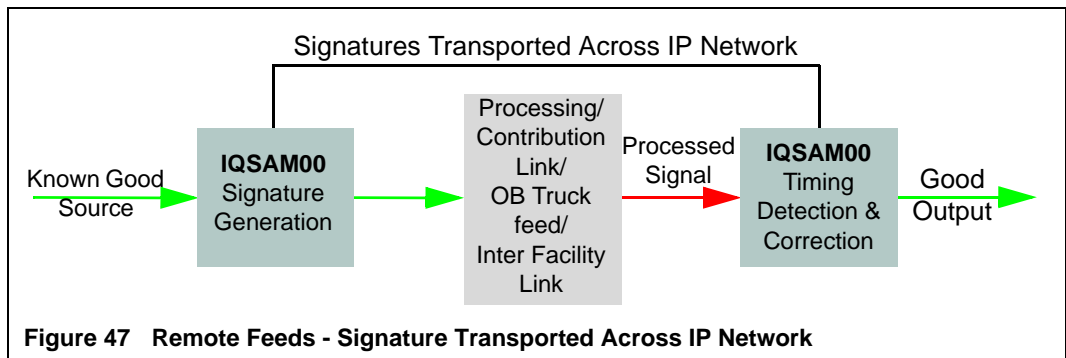 Signatures Transported Across IP Network
Known Good
Source
IQSAM00
Signature
Generation
Processing/
Contribution
Link/
OB Truck
feed/
Inter Facility
Link
Processed
Signal
IQSAM00
Timing
Detection &
Correction
Good
Output
Figure 47 Remote Feeds - Signature Transported Across IP Network